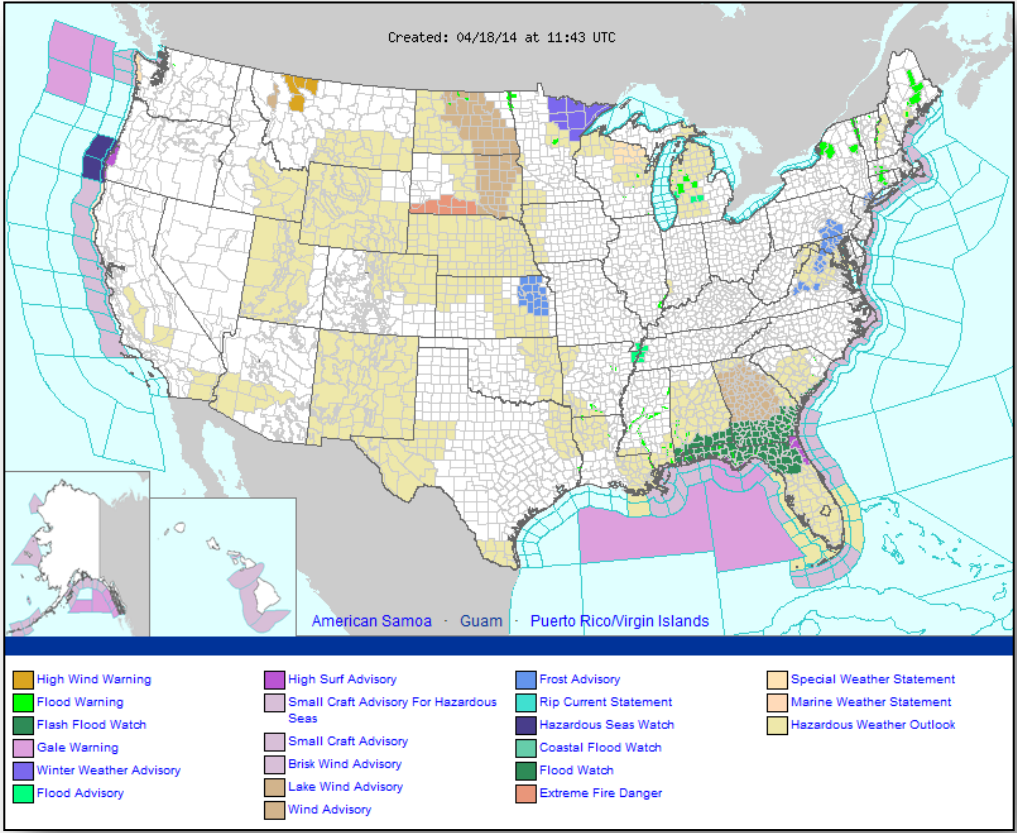 Created: 04/18/14 at 11:43 UTC
American Samoa · Guam · Puerto Rico/Virgin Islands
High Wind Warning
Flood Warning
Flash Flood Watch
Gale Warning
Winter Weather Advisory
Flood Advisory
High Surf Advisory
Small Craft Advisory For Hazardous
Seas
Small Craft Advisory
Brisk Wind Advisory
Lake Wind Advisory
Wind Advisory
Frost Advisory
Rip Current Statement
Hazardous Seas Watch
Coastal Flood Watch
Flood Watch
Extreme Fire Danger
Special Weather Statement
Marine Weather Statement
Hazardous Weather Outlook